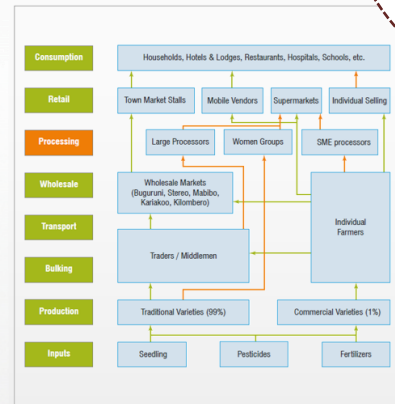 Consumption
Households, Hotels & Lodges, Restaurants, Hospitals, Schools, etc.
Retail
Town Market Stalls
Mobile Vendors
Supermarkets
Individual Selling
Processing
Large Processors
Women Groups
SME processors
Wholesale
Wholesale Markets
(Buguruni, Stereo, Mabibo,
Kariakoo, Kilombero)
Individual
Farmers
Transport
Bulking
Traders / Middlemen
Production
Traditional Varieties (99%)
Commercial Varieties (1%)
Inputs
Seedling
Pesticides
Fertilizers